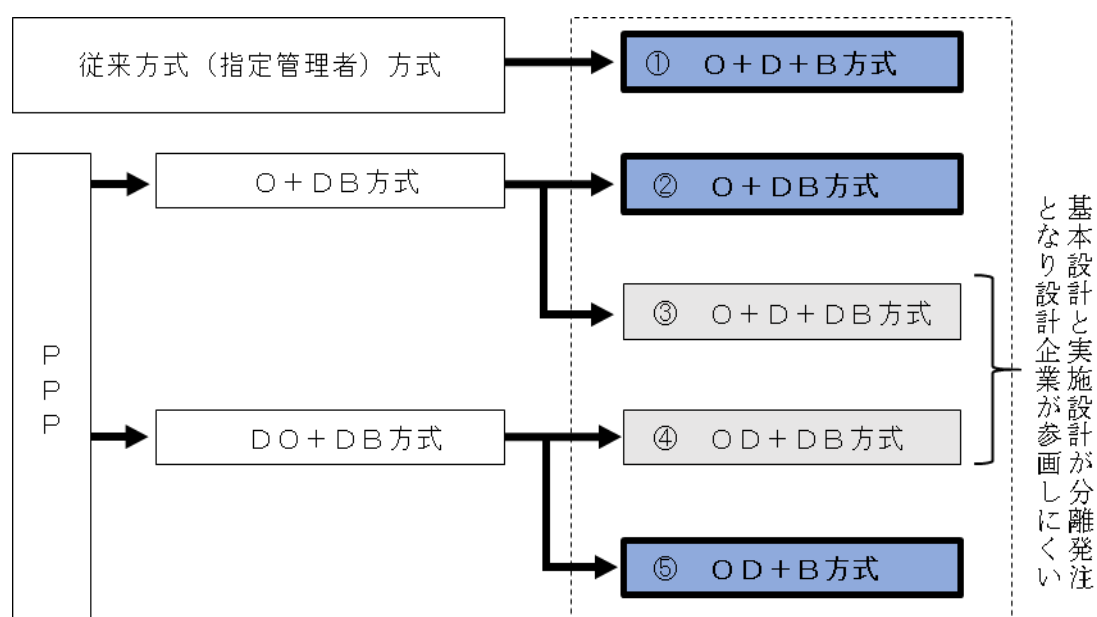 従来方式（指定管理者）方式
① Ｏ＋Ｄ＋Ｂ方式
ＰＰＰ
Ｏ＋ＤＢ方式
② Ｏ＋ＤＢ方式
③ Ｏ＋Ｄ＋ＤＢ方式
ＤＯ＋ＤＢ方式
④ ＯＤ＋ＤＢ方式
⑤ ＯＤ＋Ｂ方式
基本設計と実施設計が分離発注
となり設計企業が参画しにくい